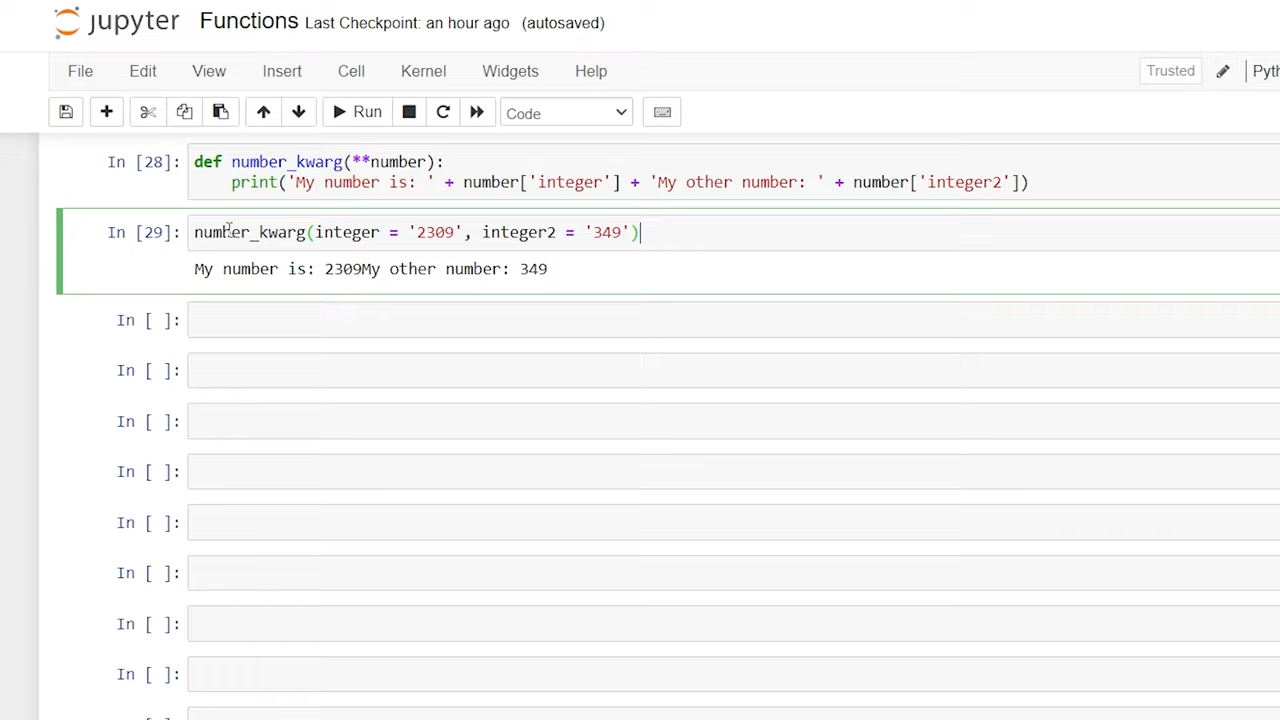 jupyter Functions Last Checkpoint: an hour ago (autosaved)
File Edit View Insert Cell Kernel Widgets Help Trusted
Run Code
In [28]: def number_kwarg(**number):
print('My number is: ' + number['integer'] + 'My other number: ' + number['integer2'])
In [29]: number_kwarg(integer = '2309', integer2 = '349')
My number is: 2309My other number: 349
In [ ]:
In [ ]:
In [ ]:
In [ ]:
In [ ]:
In [ ]:
In [ ]:
In [ ]: